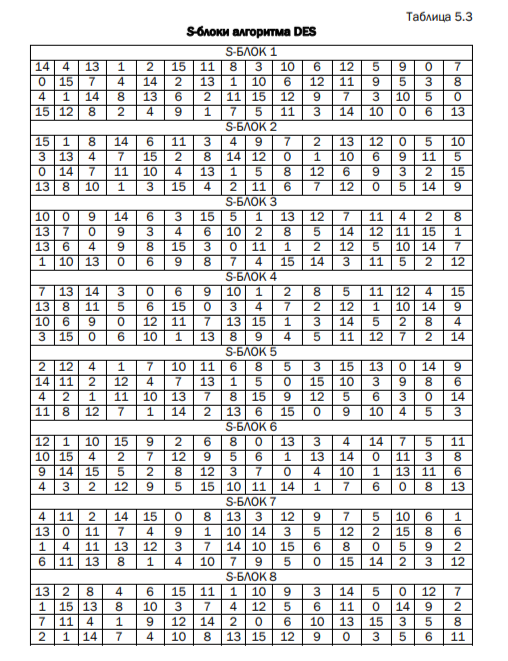 Таблица 5.3
S-блоки алгоритма DES
S-БЛОК 1
14 4 13 1 2 15 11 8 3 10 6 12 5 9 0 7
0 15 7 4 14 2 13 1 10 6 12 11 9 5 3 8
4 1 14 8 13 6 2 11 15 12 9 7 3 10 5 0
15 12 8 2 4 9 1 7 5 11 3 14 10 0 6 13
S-БЛОК 2
15 1 8 14 6 11 3 4 9 7 2 13 12 0 5 10
3 13 4 7 15 2 8 14 12 0 1 10 6 9 11 5
0 14 7 11 10 4 13 1 5 8 12 6 9 3 2 15
13 8 10 1 3 15 4 2 11 6 7 12 0 5 14 9
S-БЛОК 3
10 0 9 14 6 3 15 5 1 13 12 7 11 4 2 8
13 7 0 9 3 4 6 10 2 8 5 14 12 11 15 1
13 6 4 9 8 15 3 0 11 1 2 12 5 10 14 7
1 10 13 0 6 9 8 7 4 15 14 3 11 5 2 12
S-БЛОК 4
7 13 14 3 0 6 9 10 1 2 8 5 11 12 4 15
13 8 11 5 6 15 0 3 4 7 2 12 1 10 14 9
10 6 9 0 12 11 7 13 15 1 3 14 5 2 8 4
3 15 0 6 10 1 13 8 9 4 5 11 12 7 2 14
S-БЛОК 5
2 12 4 1 7 10 11 6 8 5 3 15 13 0 14 9
14 11 2 12 4 7 13 1 5 0 15 10 3 9 8 6
4 2 1 11 10 13 7 8 15 9 12 5 6 3 0 14
11 8 12 7 1 14 2 13 6 15 0 9 10 4 5 3
S-БЛОК 6
12 1 10 15 9 2 6 8 0 13 3 4 14 7 5 11
10 15 4 2 7 12 9 5 6 1 13 14 0 11 3 8
9 14 15 5 2 8 12 3 7 0 4 10 1 13 11 6
4 3 2 12 9 5 15 10 11 14 1 7 6 0 8 13
S-БЛОК 7
4 11 2 14 15 0 8 13 3 12 9 7 5 10 6 1
13 0 11 7 4 9 1 10 14 3 5 12 2 15 8 6
1 4 11 13 12 3 7 14 10 15 6 8 0 5 9 2
6 11 13 8 1 4 10 7 9 5 0 15 14 2 3 12
S-БЛОК 8
13 2 8 4 6 15 11 1 10 9 3 14 5 0 12 7
1 15 13 8 10 3 7 4 12 5 6 11 0 14 9 2
7 11 4 1 9 12 14 2 0 6 10 13 15 3 5 8
2 1 14 7 4 10 8 13 15 12 9 0 3 5 6 11